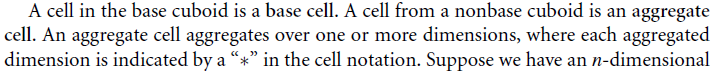 A cell in the base cuboid is a base cell. A cell from a nonbase cuboid is an aggregate
cell. An aggregate cell aggregates over one or more dimensions, where each aggregated
dimension is indicated by a “∗” in the cell notation. Suppose we have an n-dimensional